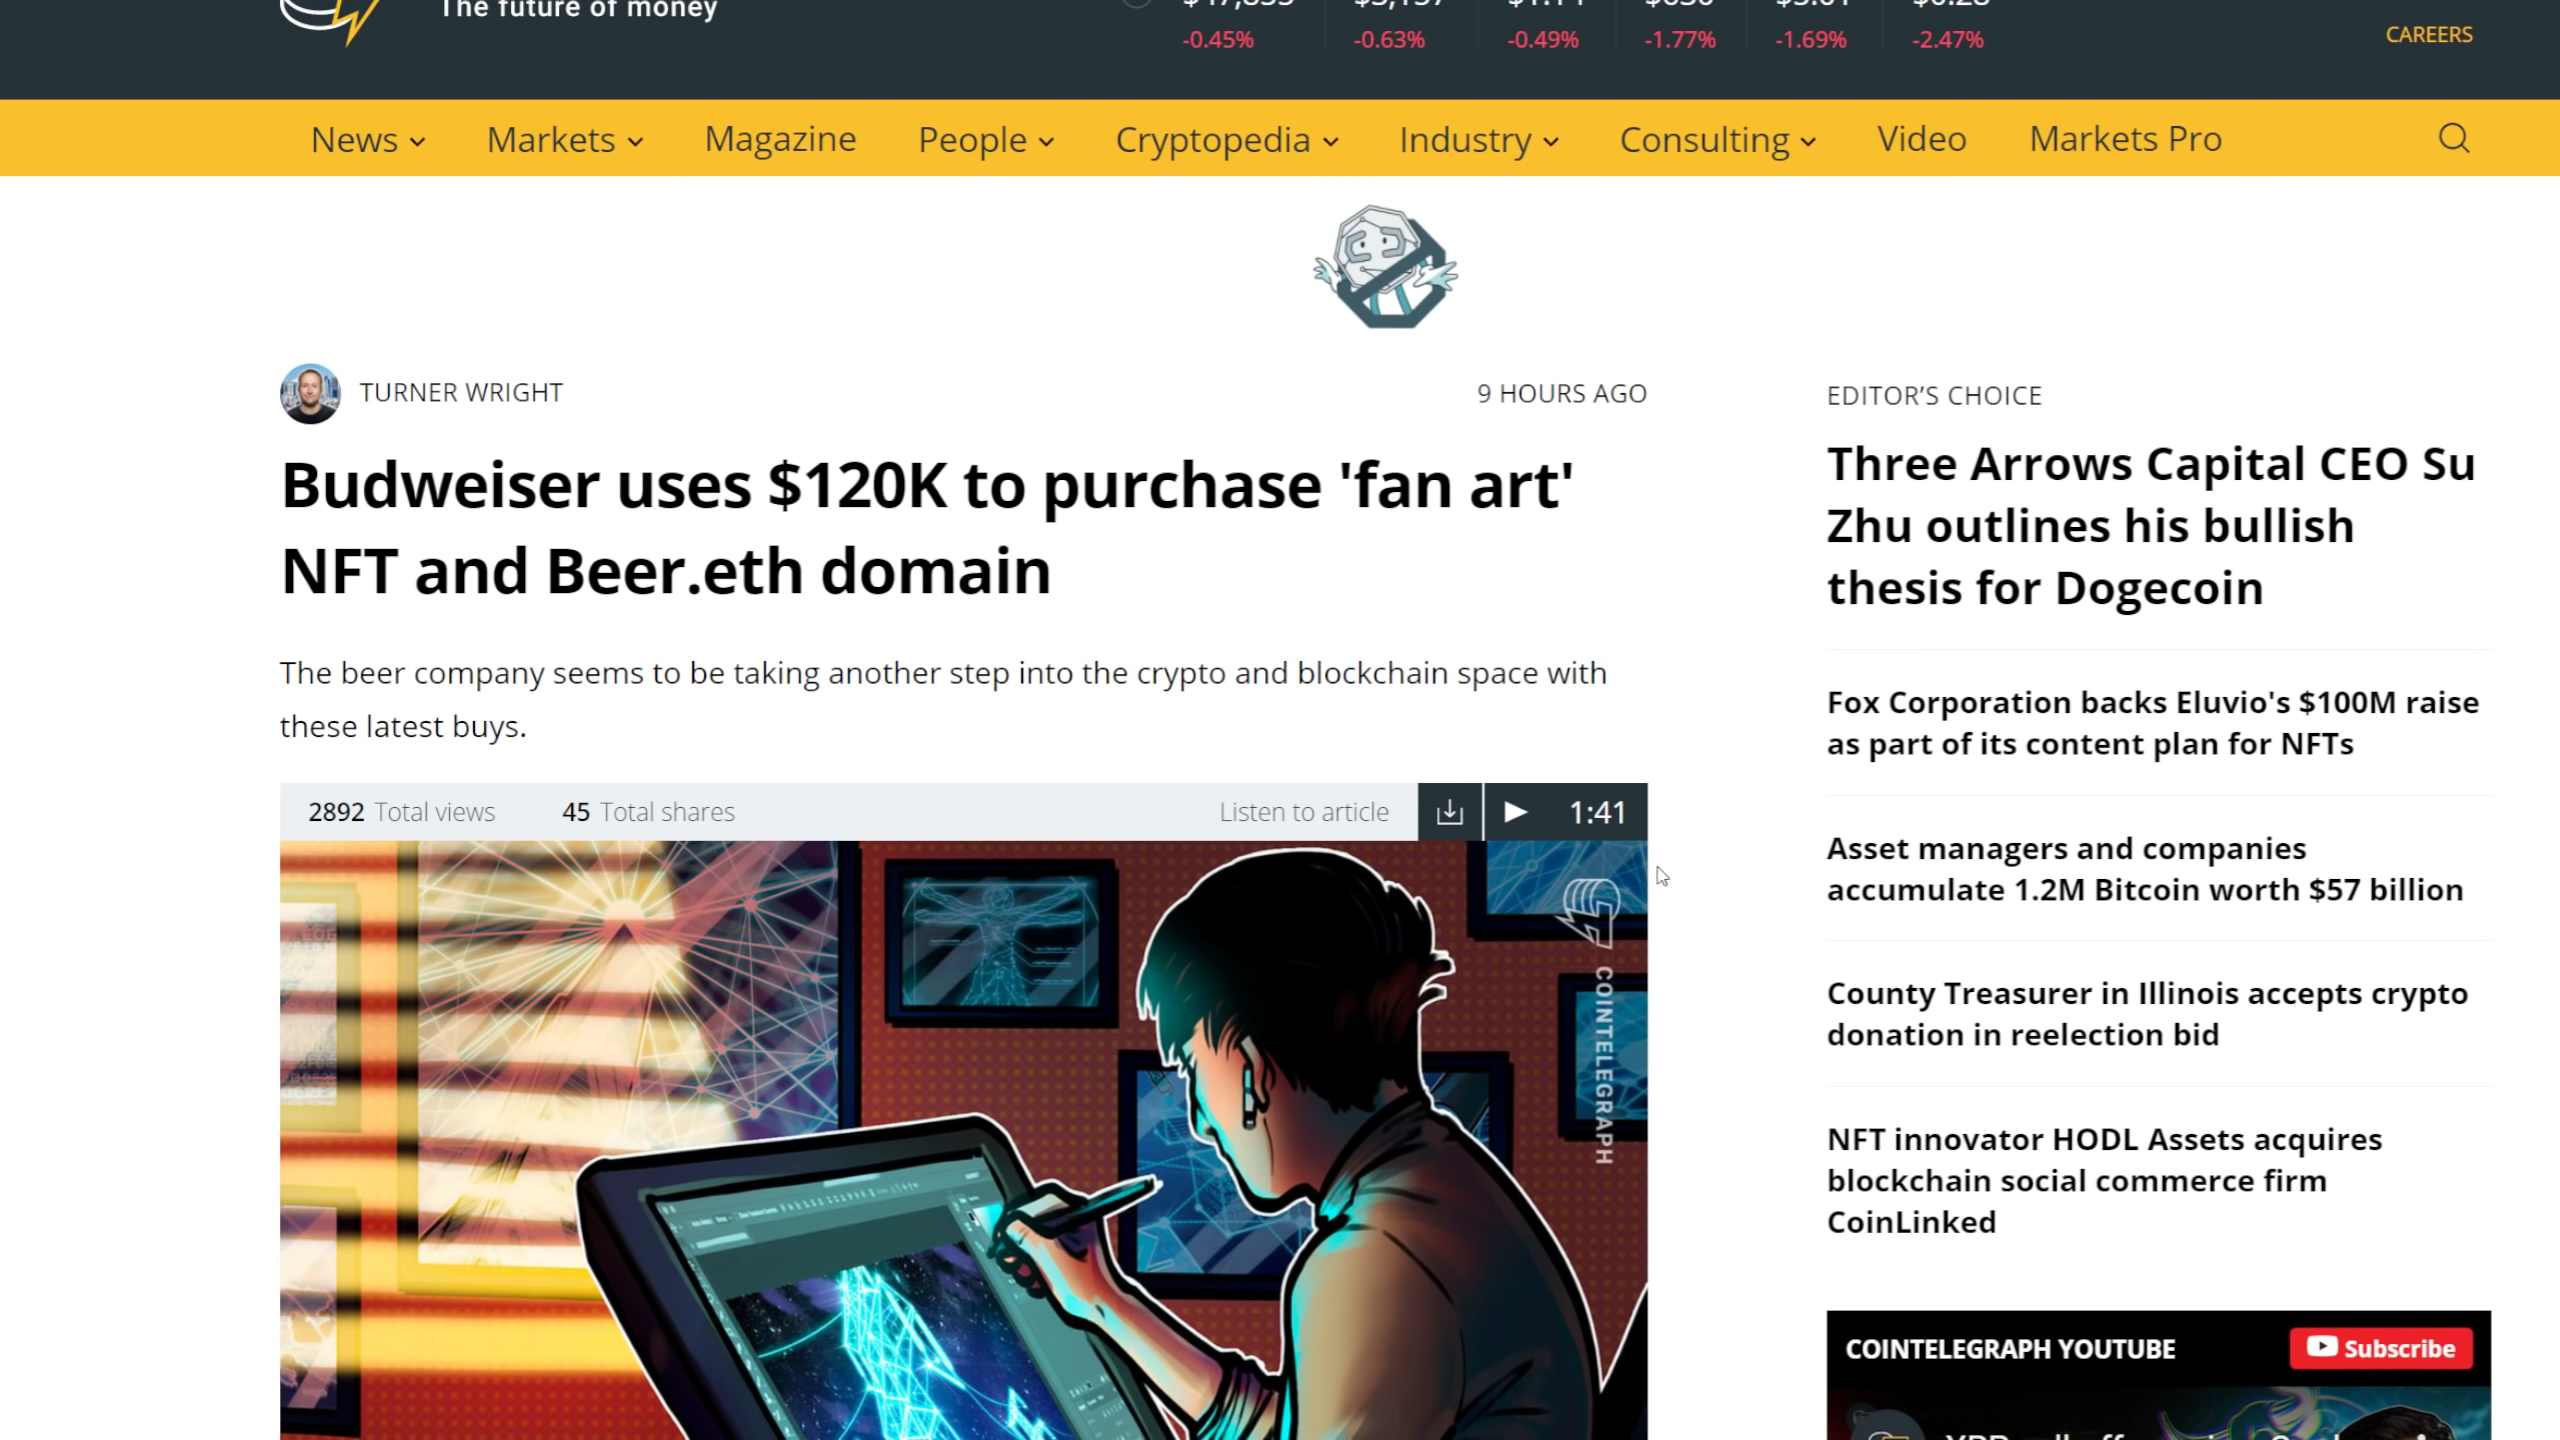 The future of money
-0.45%
-0.63%
-0.49%
-1.77%
-1.69%
-2.47%
CAREERS
News
Markets
Magazine
People
Cryptopedia
Industry
Consulting
Video
Markets Pro
TURNER WRIGHT
9 HOURS AGO
Budweiser uses $120K to purchase 'fan art'
NFT and Beer.eth domain
The beer company seems to be taking another step into the crypto and blockchain space with
these latest buys.
2892 Total views
45 Total shares
Listen to article
1:41
COINTELEGRAPH
EDITOR'S CHOICE
Three Arrows Capital CEO Su
Zhu outlines his bullish
thesis for Dogecoin
Fox Corporation backs Eluvio's $100M raise
as part of its content plan for NFTs
Asset managers and companies
accumulate 1.2M Bitcoin worth $57 billion
County Treasurer in Illinois accepts crypto
donation in reelection bid
NFT innovator HODL Assets acquires
blockchain social commerce firm
CoinLinked
COINTELEGRAPH YOUTUBE
Subscribe